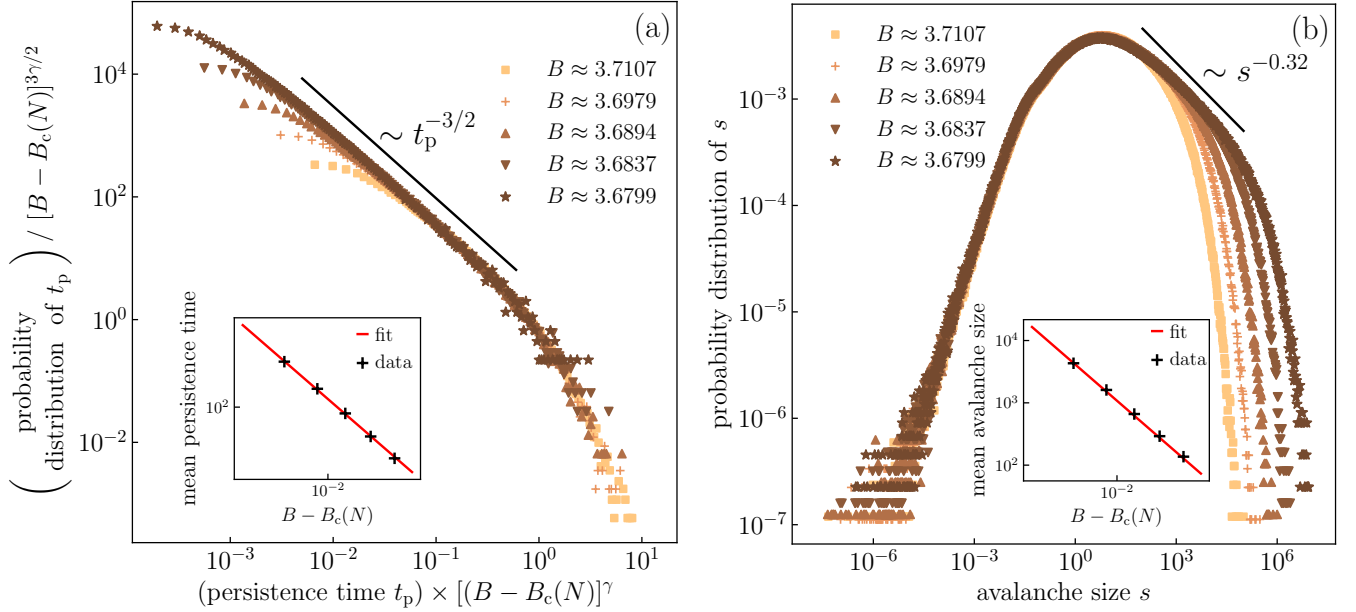 (a)
B ≈ 3.7107
B ≈ 3.6979
B ≈ 3.6894
B ≈ 3.6837
B ≈ 3.6799
∼ t_p^{−3/2}
(probability distribution of t_p) / [B − B_c(N)]^{3γ/2}
10^4
10^2
10^0
10^{−2}
10^{−3}
10^{−2}
10^{−1}
10^0
10^1
(persistence time t_p) × [(B − B_c(N)]^γ
mean persistence time
10^2
fit
data
10^{−2}
B − B_c(N)
(b)
B ≈ 3.7107
B ≈ 3.6979
B ≈ 3.6894
B ≈ 3.6837
B ≈ 3.6799
∼ s^{−0.32}
probability distribution of s
10^{−3}
10^{−4}
10^{−5}
10^{−6}
10^{−7}
10^{−6}
10^{−3}
10^0
10^3
10^6
avalanche size s
mean avalanche size
10^4
10^3
10^2
fit
data
10^{−2}
B − B_c(N)